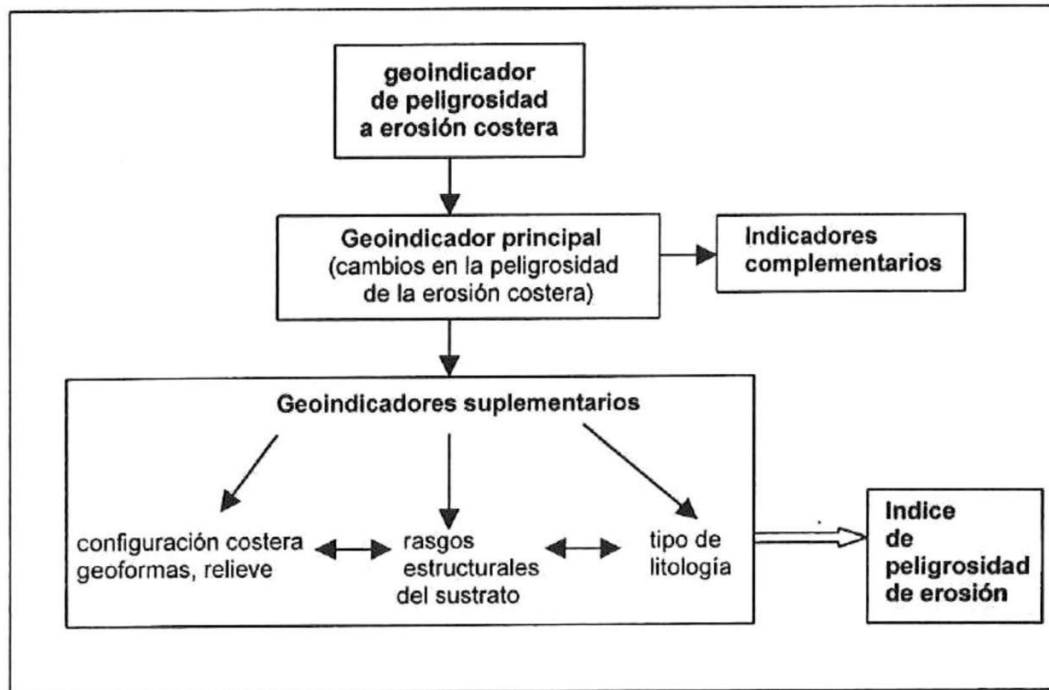 geoindicador
de peligrosidad
a erosión costera
Geoindicador principal
(cambios en la peligrosidad
de la erosión costera)
Indicadores
complementarios
Geoindicadores suplementarios
configuración costera
geoformas, relieve
rasgos
estructurales
del sustrato
tipo de
litología
Indice
de
peligrosidad
de erosión